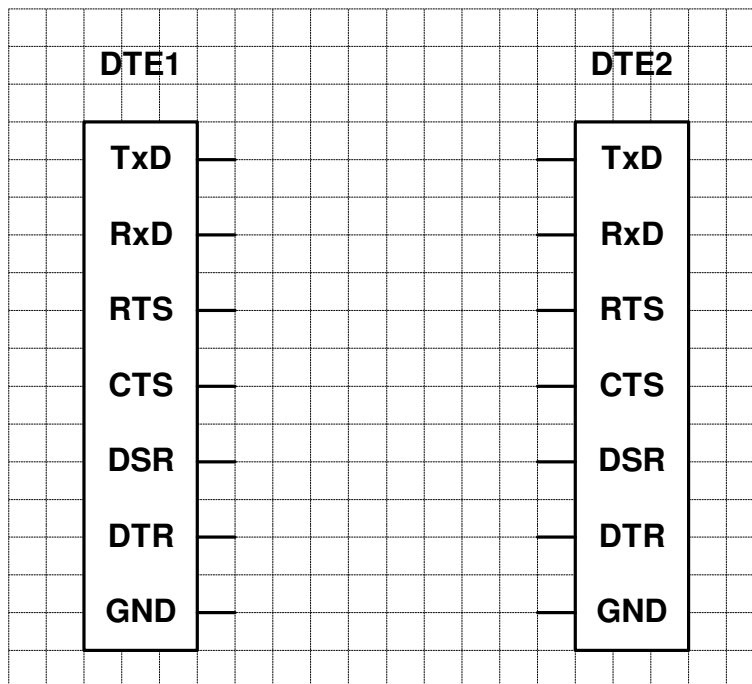 DTE1 DTE2
TxD TxD
RxD RxD
RTS RTS
CTS CTS
DSR DSR
DTR DTR
GND GND